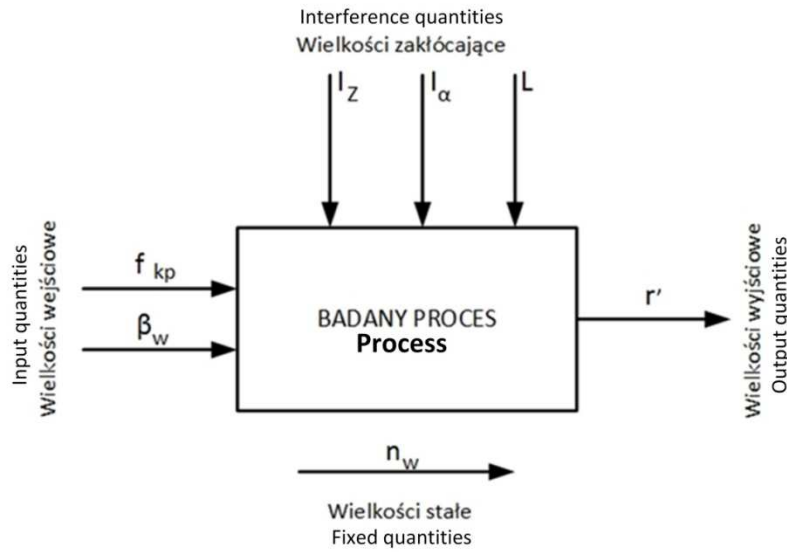 Interference quantities
Wielkości zakłócające
I_Z
I_α
L
Input quantities
Wielkości wejściowe
f kp
β_w
BADANY PROCES
Process
r'
Wielkości wyjściowe
Output quantities
n_w
Wielkości stałe
Fixed quantities